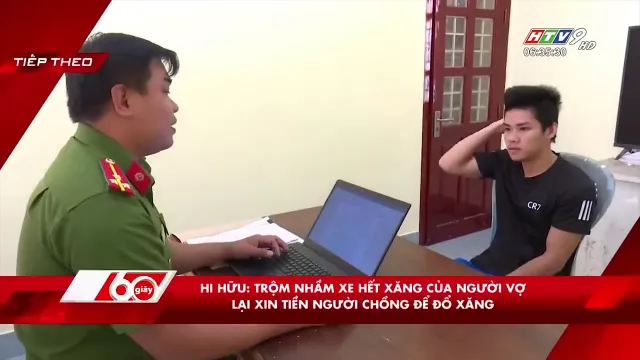 TIẾP THEO
HTV9 HD
06:35:30
CR7
60 giây
HI HỮU: TRỘM NHẦM XE HẾT XĂNG CỦA NGƯỜI VỢ
LẠI XIN TIỀN NGƯỜI CHỒNG ĐỂ ĐỔ XĂNG